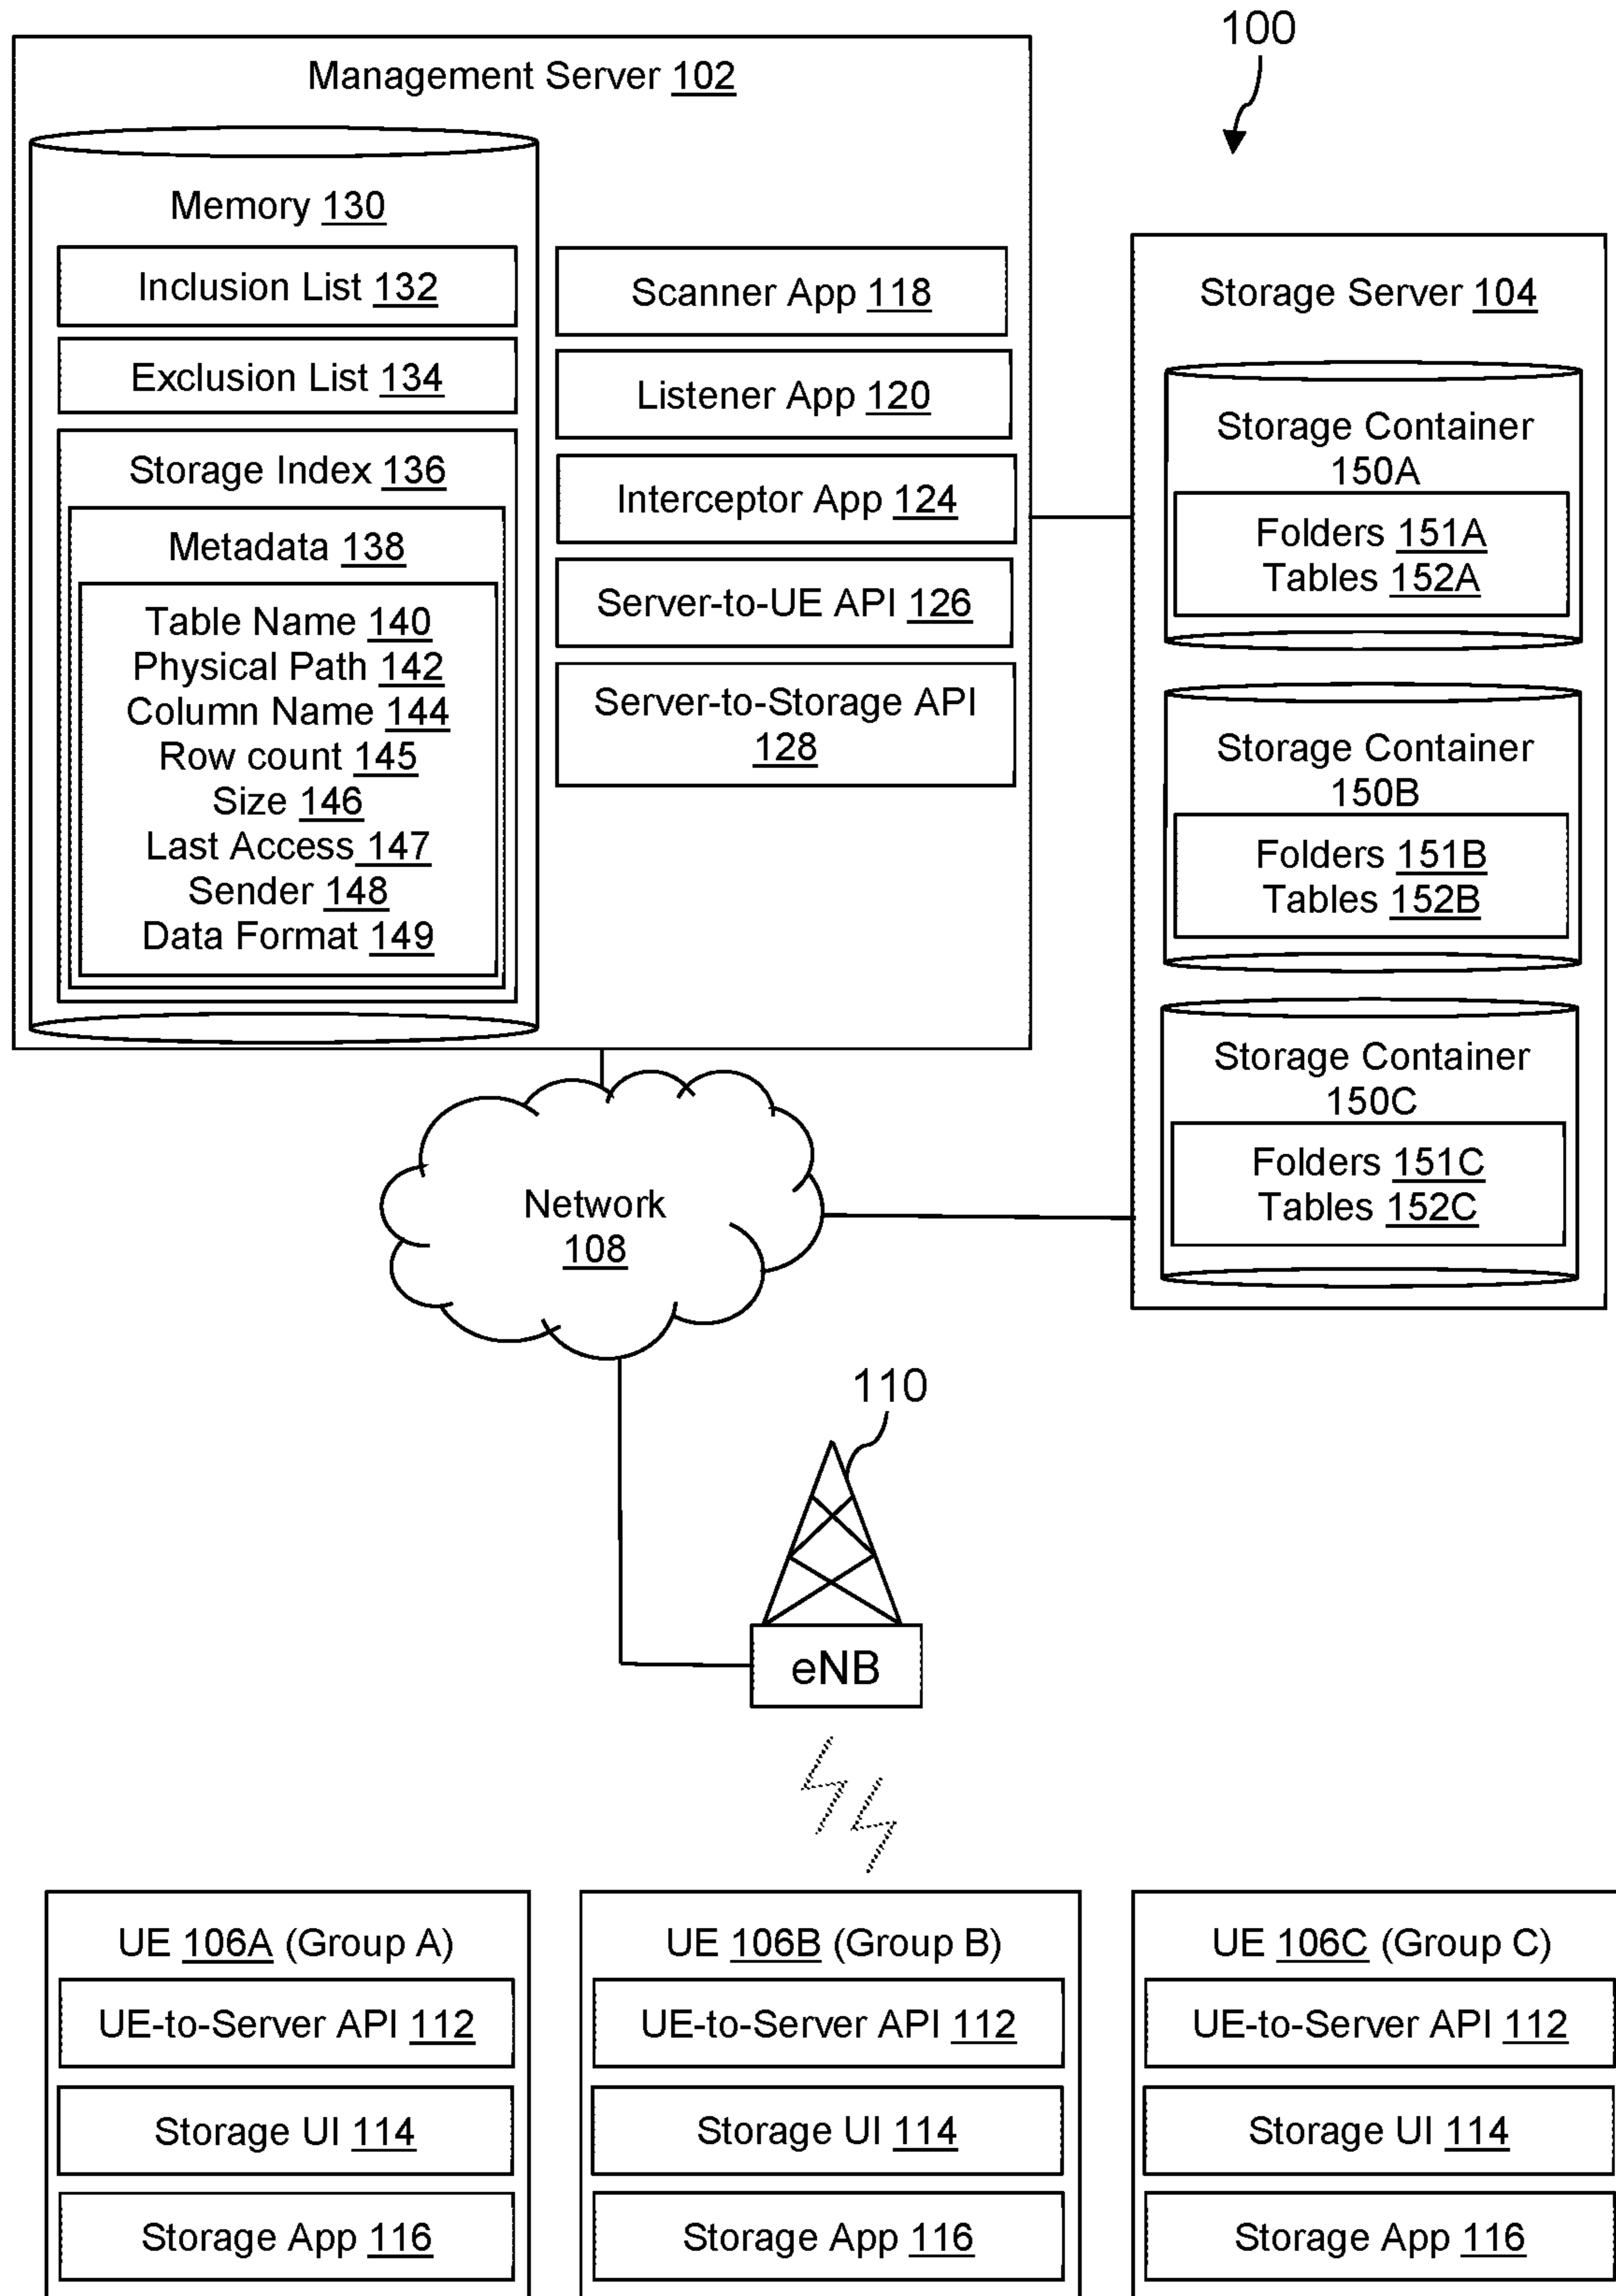 100
Management Server 102
Memory 130
Inclusion List 132
Exclusion List 134
Storage Index 136
Metadata 138
Table Name 140
Physical Path 142
Column Name 144
Row count 145
Size 146
Last Access 147
Sender 148
Data Format 149
Scanner App 118
Listener App 120
Interceptor App 124
Server-to-UE API 126
Server-to-Storage API
128
Storage Server 104
Storage Container
150A
Folders 151A
Tables 152A
Storage Container
150B
Folders 151B
Tables 152B
Storage Container
150C
Folders 151C
Tables 152C
Network
108
110
eNB
UE 106A (Group A)
UE-to-Server API 112
Storage UI 114
Storage App 116
UE 106B (Group B)
UE-to-Server API 112
Storage UI 114
Storage App 116
UE 106C (Group C)
UE-to-Server API 112
Storage UI 114
Storage App 116